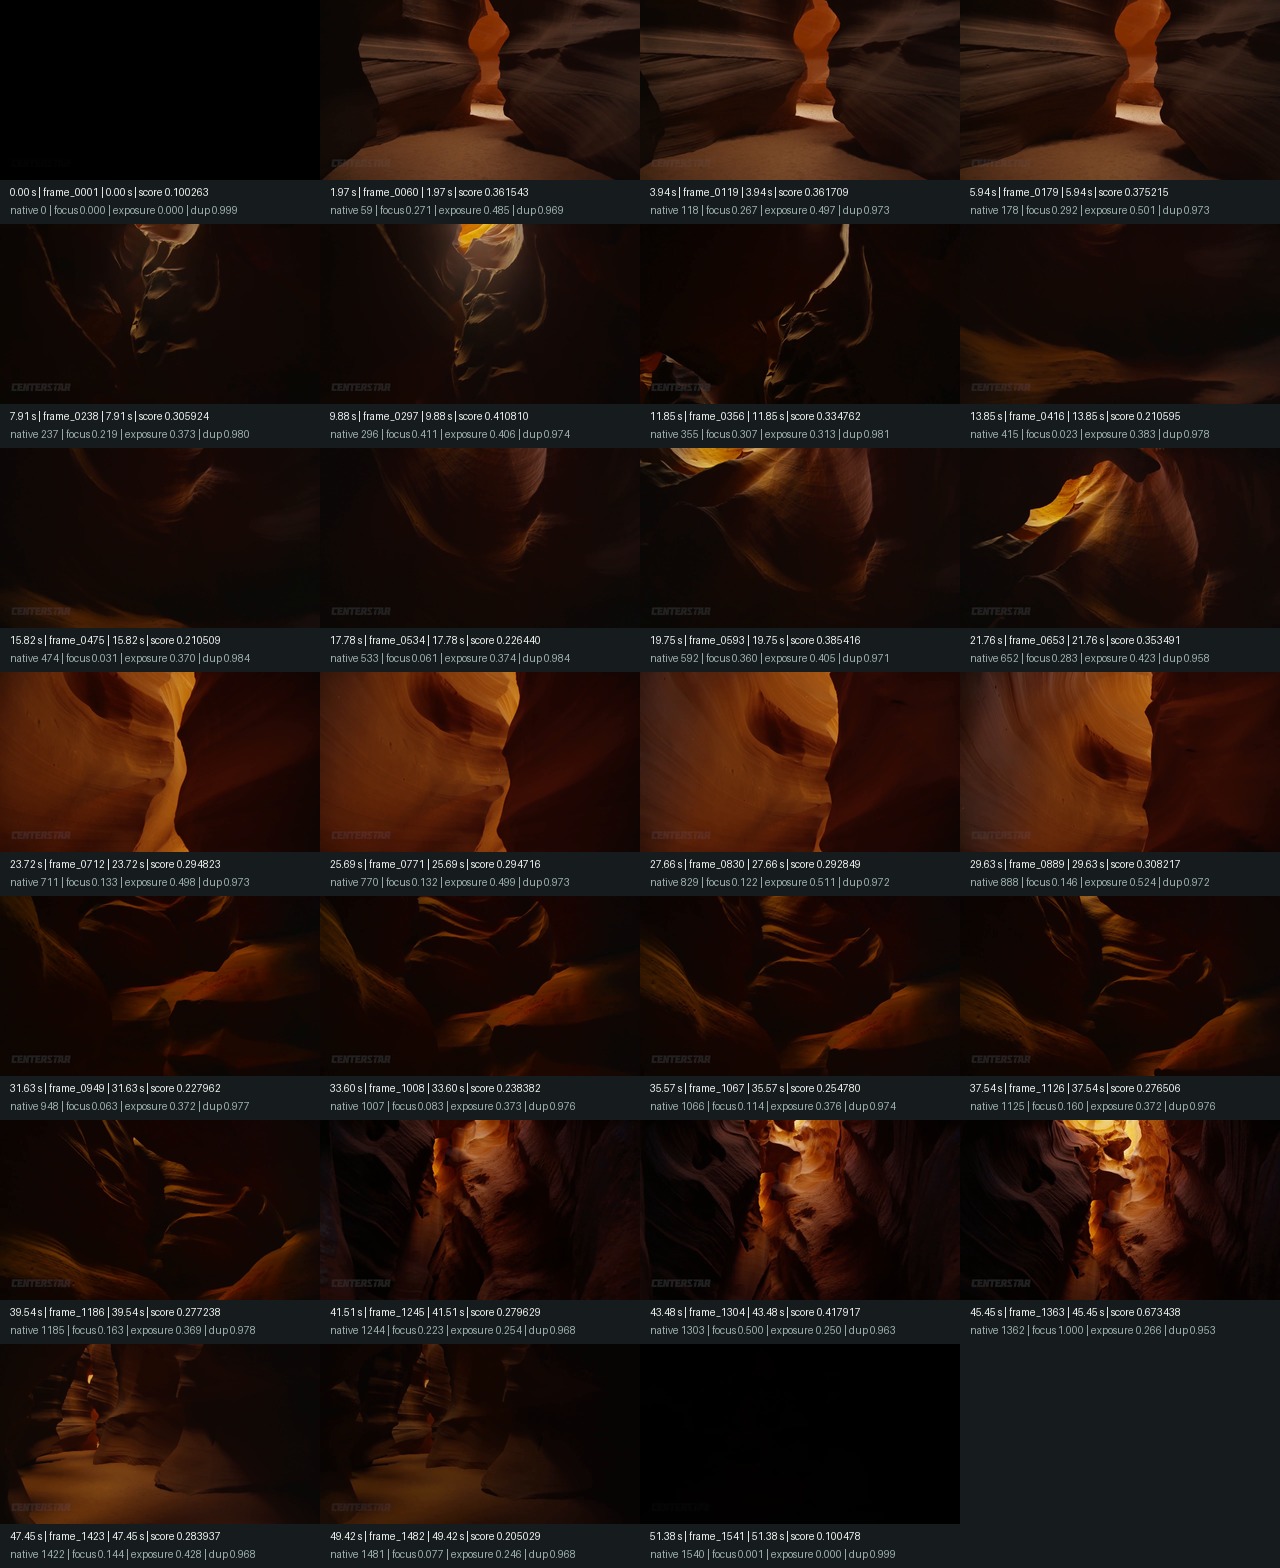 0.00 s | frame_0001 | 0.00 s | score 0.100263
native 0 | focus 0.000 | exposure 0.000 | dup 0.999
CENTERSTAR
1.97 s | frame_0060 | 1.97 s | score 0.361543
native 59 | focus 0.271 | exposure 0.485 | dup 0.969
CENTERSTAR
3.94 s | frame_0119 | 3.94 s | score 0.361709
native 118 | focus 0.267 | exposure 0.497 | dup 0.973
CENTERSTAR
5.94 s | frame_0179 | 5.94 s | score 0.375215
native 178 | focus 0.292 | exposure 0.501 | dup 0.973
CENTERSTAR
7.91 s | frame_0238 | 7.91 s | score 0.305924
native 237 | focus 0.219 | exposure 0.373 | dup 0.980
CENTERSTAR
9.88 s | frame_0297 | 9.88 s | score 0.410810
native 296 | focus 0.411 | exposure 0.406 | dup 0.974
CENTERSTAR
11.85 s | frame_0356 | 11.85 s | score 0.334762
native 355 | focus 0.307 | exposure 0.313 | dup 0.981
CENTERSTAR
13.85 s | frame_0416 | 13.85 s | score 0.210595
native 415 | focus 0.023 | exposure 0.383 | dup 0.978
CENTERSTAR
15.82 s | frame_0475 | 15.82 s | score 0.210509
native 474 | focus 0.031 | exposure 0.370 | dup 0.984
CENTERSTAR
17.78 s | frame_0534 | 17.78 s | score 0.226440
native 533 | focus 0.061 | exposure 0.374 | dup 0.984
CENTERSTAR
19.75 s | frame_0593 | 19.75 s | score 0.385416
native 592 | focus 0.360 | exposure 0.405 | dup 0.971
CENTERSTAR
21.76 s | frame_0653 | 21.76 s | score 0.353491
native 652 | focus 0.283 | exposure 0.423 | dup 0.958
CENTERSTAR
23.72 s | frame_0712 | 23.72 s | score 0.294823
native 711 | focus 0.133 | exposure 0.498 | dup 0.973
CENTERSTAR
25.69 s | frame_0771 | 25.69 s | score 0.294716
native 770 | focus 0.132 | exposure 0.499 | dup 0.973
CENTERSTAR
27.66 s | frame_0830 | 27.66 s | score 0.292849
native 829 | focus 0.122 | exposure 0.511 | dup 0.972
CENTERSTAR
29.63 s | frame_0889 | 29.63 s | score 0.308217
native 888 | focus 0.146 | exposure 0.524 | dup 0.972
CENTERSTAR
31.63 s | frame_0949 | 31.63 s | score 0.227962
native 948 | focus 0.063 | exposure 0.372 | dup 0.977
CENTERSTAR
33.60 s | frame_1008 | 33.60 s | score 0.238382
native 1007 | focus 0.083 | exposure 0.373 | dup 0.976
CENTERSTAR
35.57 s | frame_1067 | 35.57 s | score 0.254780
native 1066 | focus 0.114 | exposure 0.376 | dup 0.974
CENTERSTAR
37.54 s | frame_1126 | 37.54 s | score 0.276506
native 1125 | focus 0.160 | exposure 0.372 | dup 0.976
CENTERSTAR
39.54 s | frame_1186 | 39.54 s | score 0.277238
native 1185 | focus 0.163 | exposure 0.369 | dup 0.978
CENTERSTAR
41.51 s | frame_1245 | 41.51 s | score 0.279629
native 1244 | focus 0.223 | exposure 0.254 | dup 0.968
CENTERSTAR
43.48 s | frame_1304 | 43.48 s | score 0.417917
native 1303 | focus 0.500 | exposure 0.250 | dup 0.963
CENTERSTAR
45.45 s | frame_1363 | 45.45 s | score 0.673438
native 1362 | focus 1.000 | exposure 0.266 | dup 0.953
CENTERSTAR
47.45 s | frame_1423 | 47.45 s | score 0.283937
native 1422 | focus 0.144 | exposure 0.428 | dup 0.968
CENTERSTAR
49.42 s | frame_1482 | 49.42 s | score 0.205029
native 1481 | focus 0.077 | exposure 0.246 | dup 0.968
51.38 s | frame_1541 | 51.38 s | score 0.100478
native 1540 | focus 0.001 | exposure 0.000 | dup 0.999